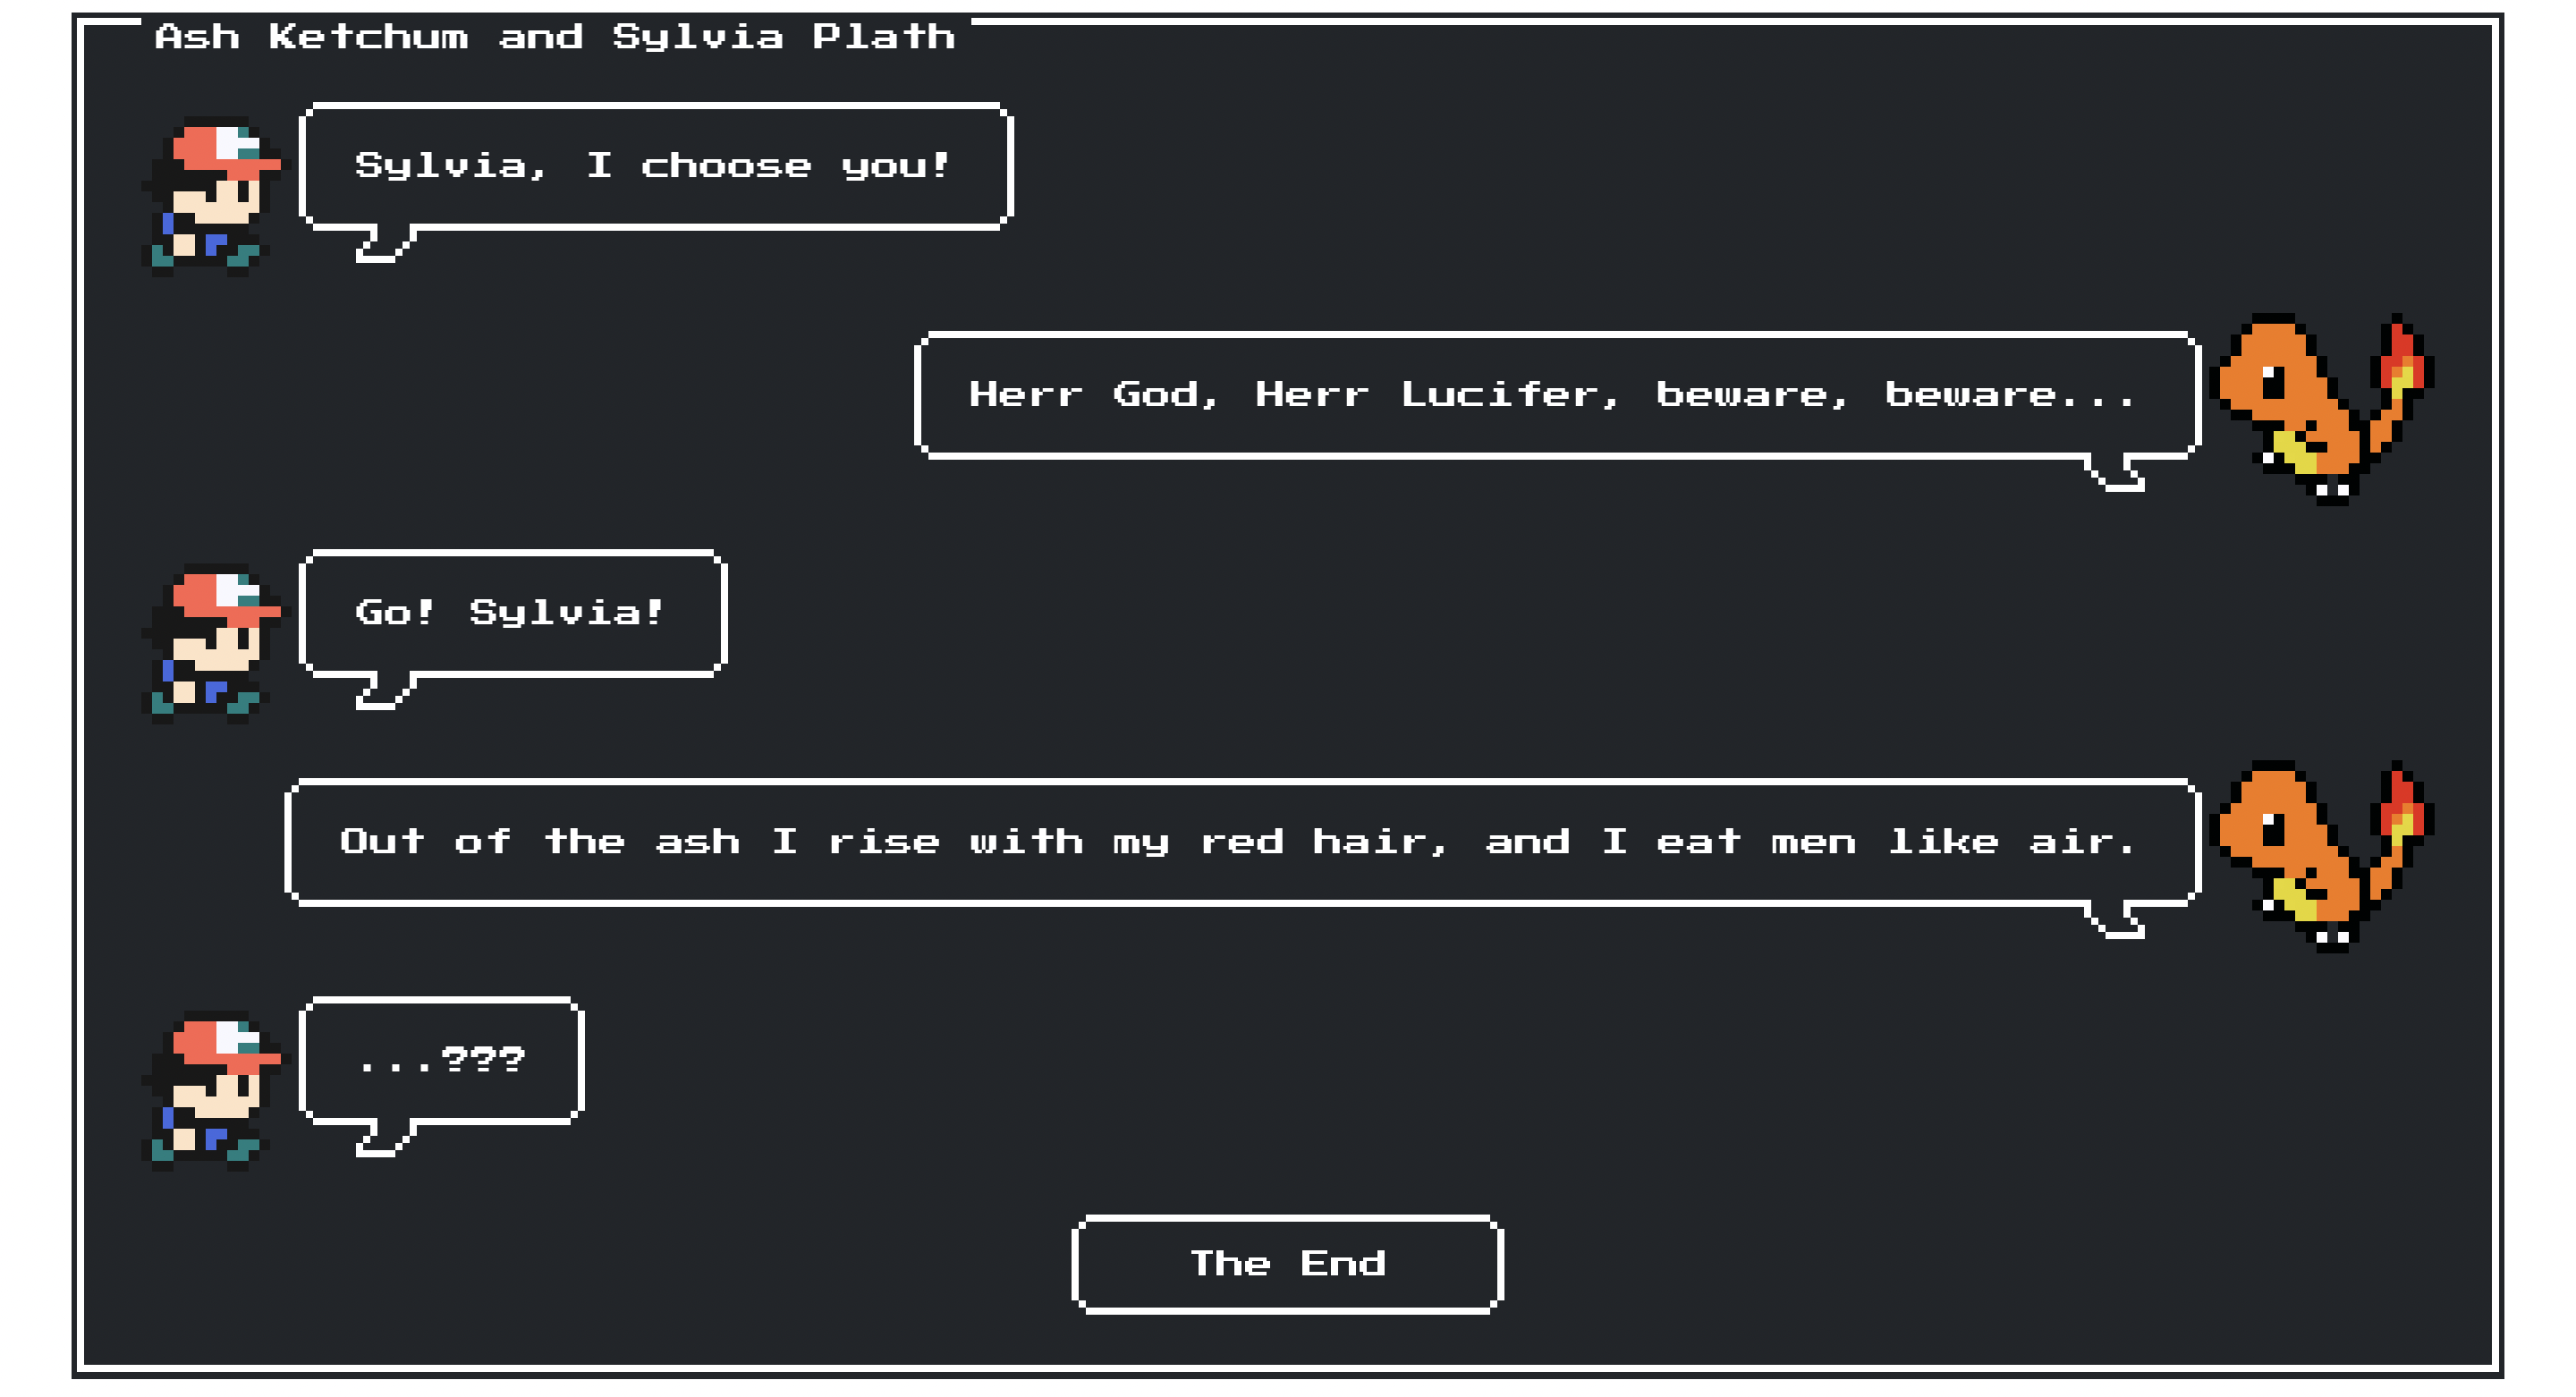 Ash Ketchum and Sylvia Plath
Sylvia, I choose you!
Herr God, Herr Lucifer, beware, beware...
Go! Sylvia!
Out of the ash I rise with my red hair, and I eat men like air.
...???
The End